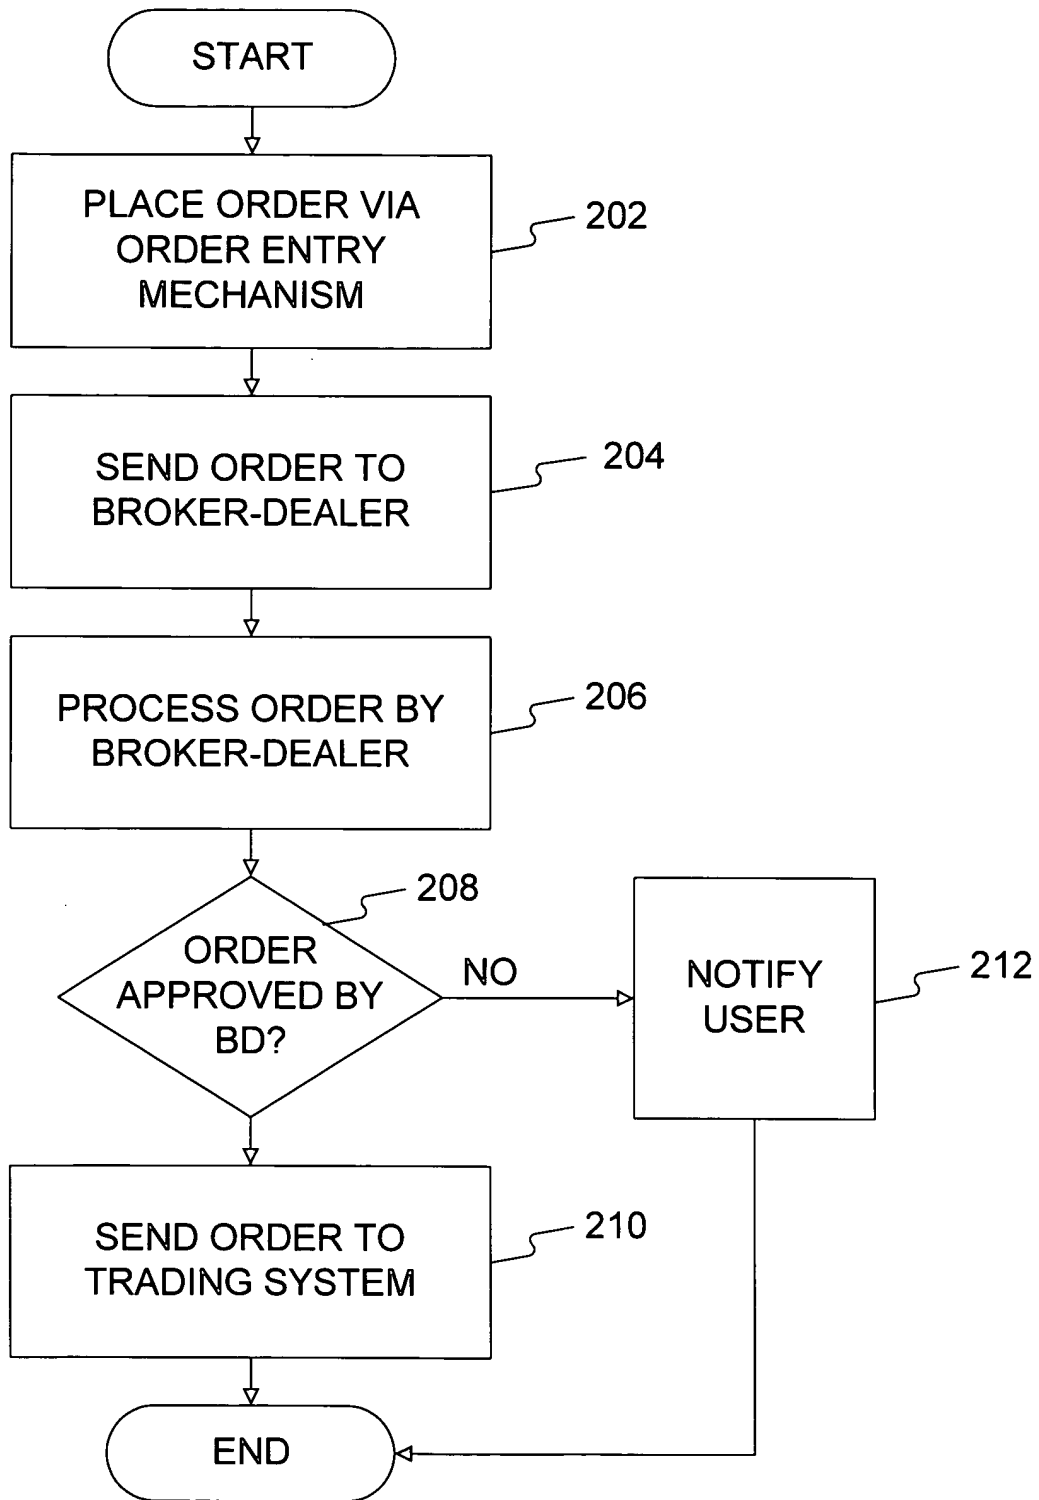 START
PLACE ORDER VIA
ORDER ENTRY
MECHANISM
202
SEND ORDER TO
BROKER-DEALER
204
PROCESS ORDER BY
BROKER-DEALER
206
208
ORDER
APPROVED BY
BD?
NO
NOTIFY
USER
212
SEND ORDER TO
TRADING SYSTEM
210
END